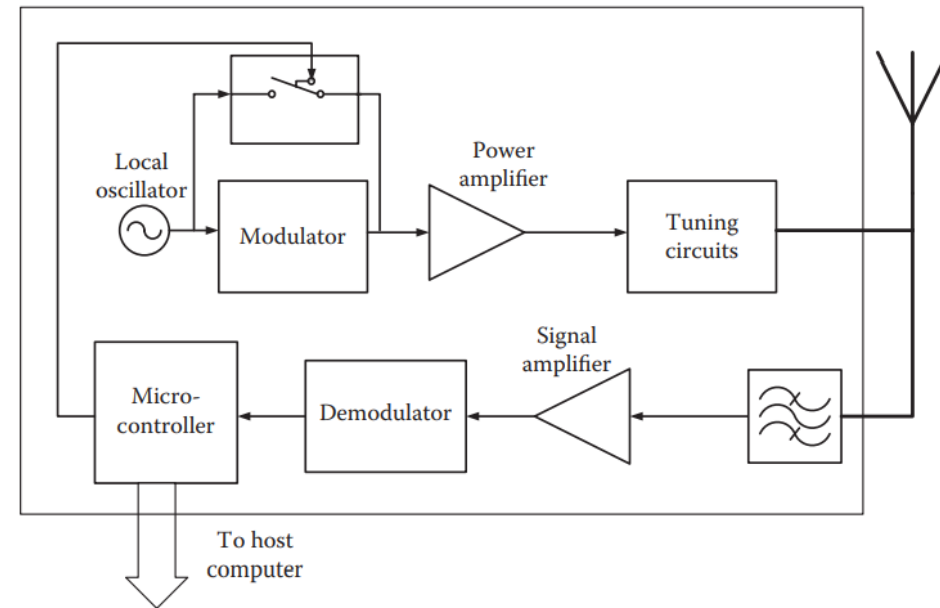 Local
oscillator
Modulator
Power
amplifier
Tuning
circuits
Micro-
controller
Demodulator
Signal
amplifier
To host
computer